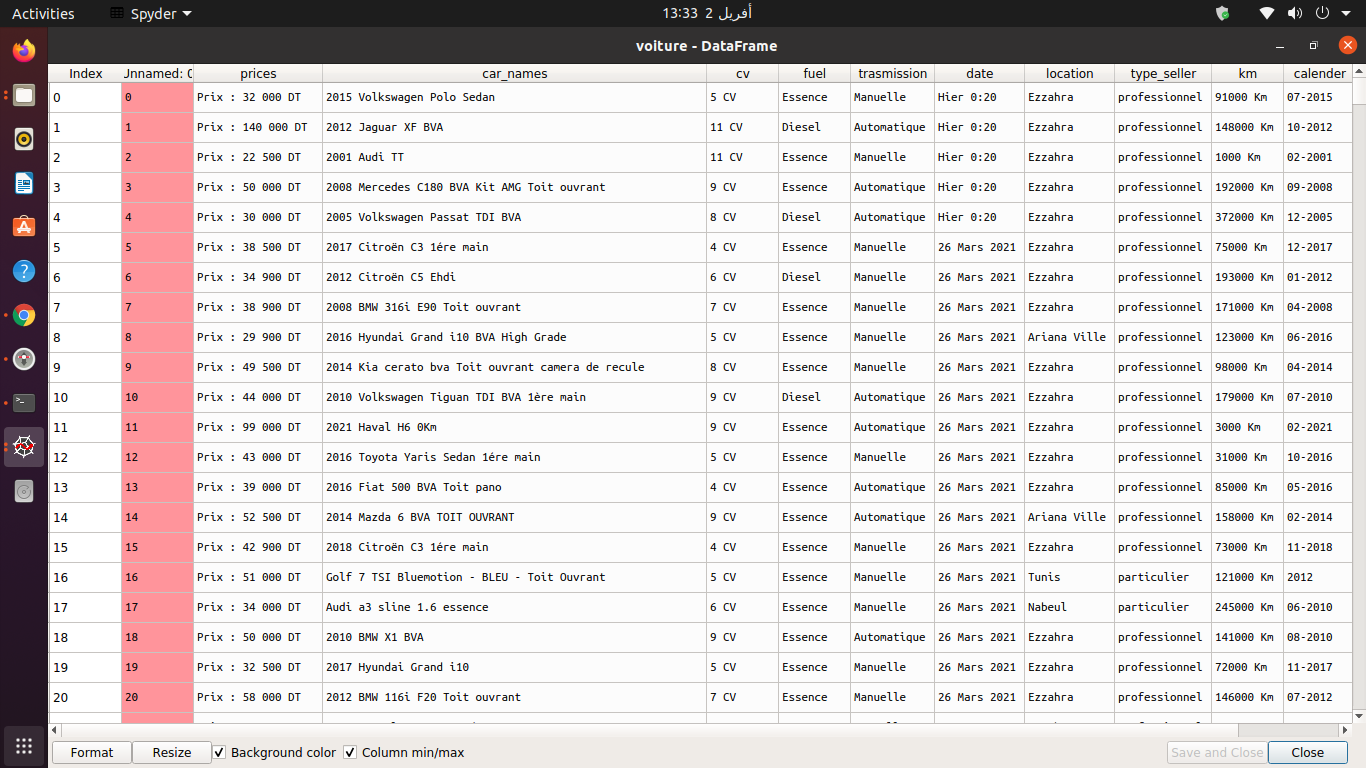 Activities Spyder 13:33 2 أفريل
voiture - DataFrame
Index Unnamed: 0 prices car_names cv fuel trasmission date location type_seller km calender
0 0 Prix : 32 000 DT 2015 Volkswagen Polo Sedan 5 CV Essence Manuelle Hier 0:20 Ezzahra professionnel 91000 Km 07-2015
1 1 Prix : 140 000 DT 2012 Jaguar XF BVA 11 CV Diesel Automatique Hier 0:20 Ezzahra professionnel 148000 Km 10-2012
2 2 Prix : 22 500 DT 2001 Audi TT 11 CV Essence Manuelle Hier 0:20 Ezzahra professionnel 1000 Km 02-2001
3 3 Prix : 50 000 DT 2008 Mercedes C180 BVA Kit AMG Toit ouvrant 9 CV Essence Automatique Hier 0:20 Ezzahra professionnel 192000 Km 09-2008
4 4 Prix : 30 000 DT 2005 Volkswagen Passat TDI BVA 8 CV Diesel Automatique Hier 0:20 Ezzahra professionnel 372000 Km 12-2005
5 5 Prix : 38 500 DT 2017 Citroën C3 1ére main 4 CV Essence Manuelle 26 Mars 2021 Ezzahra professionnel 75000 Km 12-2017
6 6 Prix : 34 900 DT 2012 Citroën C5 Ehdi 6 CV Diesel Manuelle 26 Mars 2021 Ezzahra professionnel 193000 Km 01-2012
7 7 Prix : 38 900 DT 2008 BMW 316i E90 Toit ouvrant 7 CV Essence Manuelle 26 Mars 2021 Ezzahra professionnel 171000 Km 04-2008
8 8 Prix : 29 900 DT 2016 Hyundai Grand i10 BVA High Grade 5 CV Essence Manuelle 26 Mars 2021 Ariana Ville professionnel 123000 Km 06-2016
9 9 Prix : 49 500 DT 2014 Kia cerato bva Toit ouvrant camera de recule 8 CV Essence Manuelle 26 Mars 2021 Ezzahra professionnel 98000 Km 04-2014
10 10 Prix : 44 000 DT 2010 Volkswagen Tiguan TDI BVA 1ère main 9 CV Diesel Automatique 26 Mars 2021 Ezzahra professionnel 179000 Km 07-2010
11 11 Prix : 99 000 DT 2021 Haval H6 0Km 9 CV Essence Automatique 26 Mars 2021 Ezzahra professionnel 3000 Km 02-2021
12 12 Prix : 43 000 DT 2016 Toyota Yaris Sedan 1ére main 5 CV Essence Manuelle 26 Mars 2021 Ezzahra professionnel 31000 Km 10-2016
13 13 Prix : 39 000 DT 2016 Fiat 500 BVA Toit pano 4 CV Essence Automatique 26 Mars 2021 Ezzahra professionnel 85000 Km 05-2016
14 14 Prix : 52 500 DT 2014 Mazda 6 BVA TOIT OUVRANT 9 CV Essence Automatique 26 Mars 2021 Ariana Ville professionnel 158000 Km 02-2014
15 15 Prix : 42 900 DT 2018 Citroën C3 1ére main 4 CV Essence Manuelle 26 Mars 2021 Ezzahra professionnel 73000 Km 11-2018
16 16 Prix : 51 000 DT Golf 7 TSI Bluemotion - BLEU - Toit Ouvrant 5 CV Essence Manuelle 26 Mars 2021 Tunis particulier 121000 Km 2012
17 17 Prix : 34 000 DT Audi a3 sline 1.6 essence 6 CV Essence Manuelle 26 Mars 2021 Nabeul particulier 245000 Km 06-2010
18 18 Prix : 50 000 DT 2010 BMW X1 BVA 9 CV Essence Automatique 26 Mars 2021 Ezzahra professionnel 141000 Km 08-2010
19 19 Prix : 32 500 DT 2017 Hyundai Grand i10 5 CV Essence Manuelle 26 Mars 2021 Ezzahra professionnel 72000 Km 11-2017
20 20 Prix : 58 000 DT 2012 BMW 116i F20 Toit ouvrant 7 CV Essence Manuelle 26 Mars 2021 Ezzahra professionnel 146000 Km 07-2012
Format Resize Background color Column min/max Save and Close Close